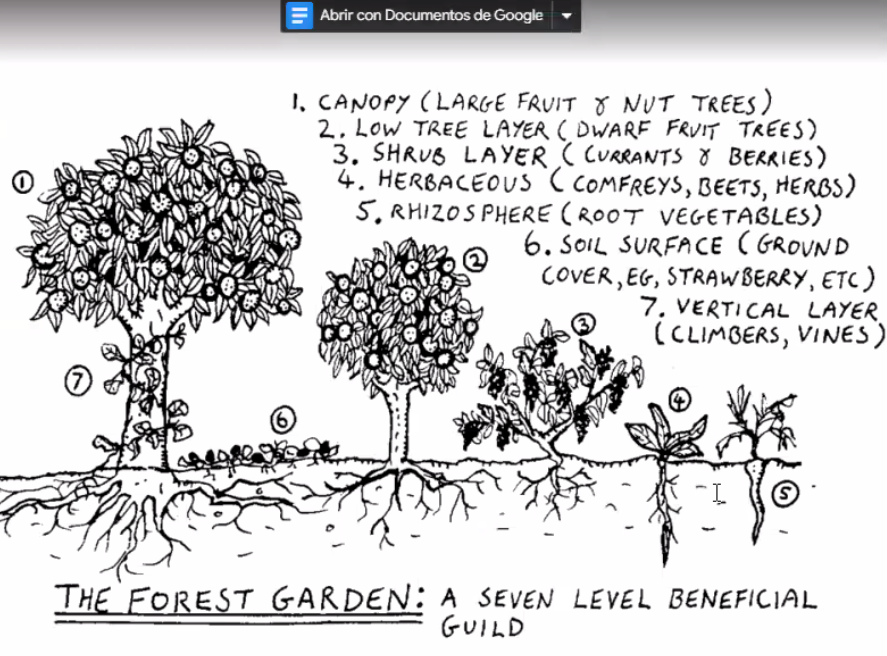 Abrir con Documentos de Google
1. CANOPY (LARGE FRUIT & NUT TREES)
2. LOW TREE LAYER (DWARF FRUIT TREES)
3. SHRUB LAYER (CURRANTS & BERRIES)
4. HERBACEOUS (COMFREYS, BEETS, HERBS)
5. RHIZOSPHERE (ROOT VEGETABLES)
6. SOIL SURFACE (GROUND
COVER, EG, STRAWBERRY, ETC)
7. VERTICAL LAYER
(CLIMBERS, VINES)
1
2
3
7
6
4
5
THE FOREST GARDEN: A SEVEN LEVEL BENEFICIAL
GUILD